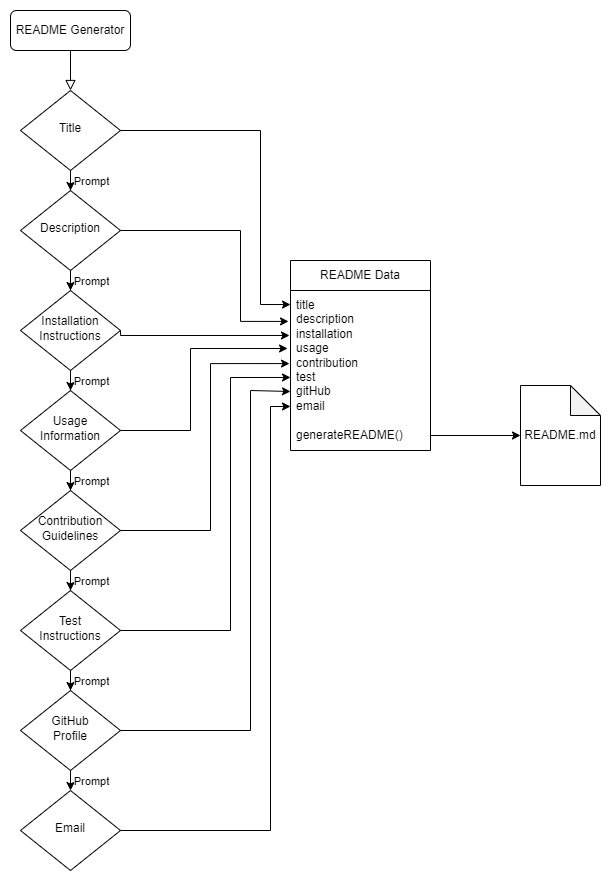 README Generator
Title
Prompt
Description
Prompt
Installation
Instructions
Prompt
Usage
Information
Prompt
Contribution
Guidelines
Prompt
Test
Instructions
Prompt
GitHub
Profile
Prompt
Email
README Data
title
description
installation
usage
contribution
test
gitHub
email
generateREADME()
README.md